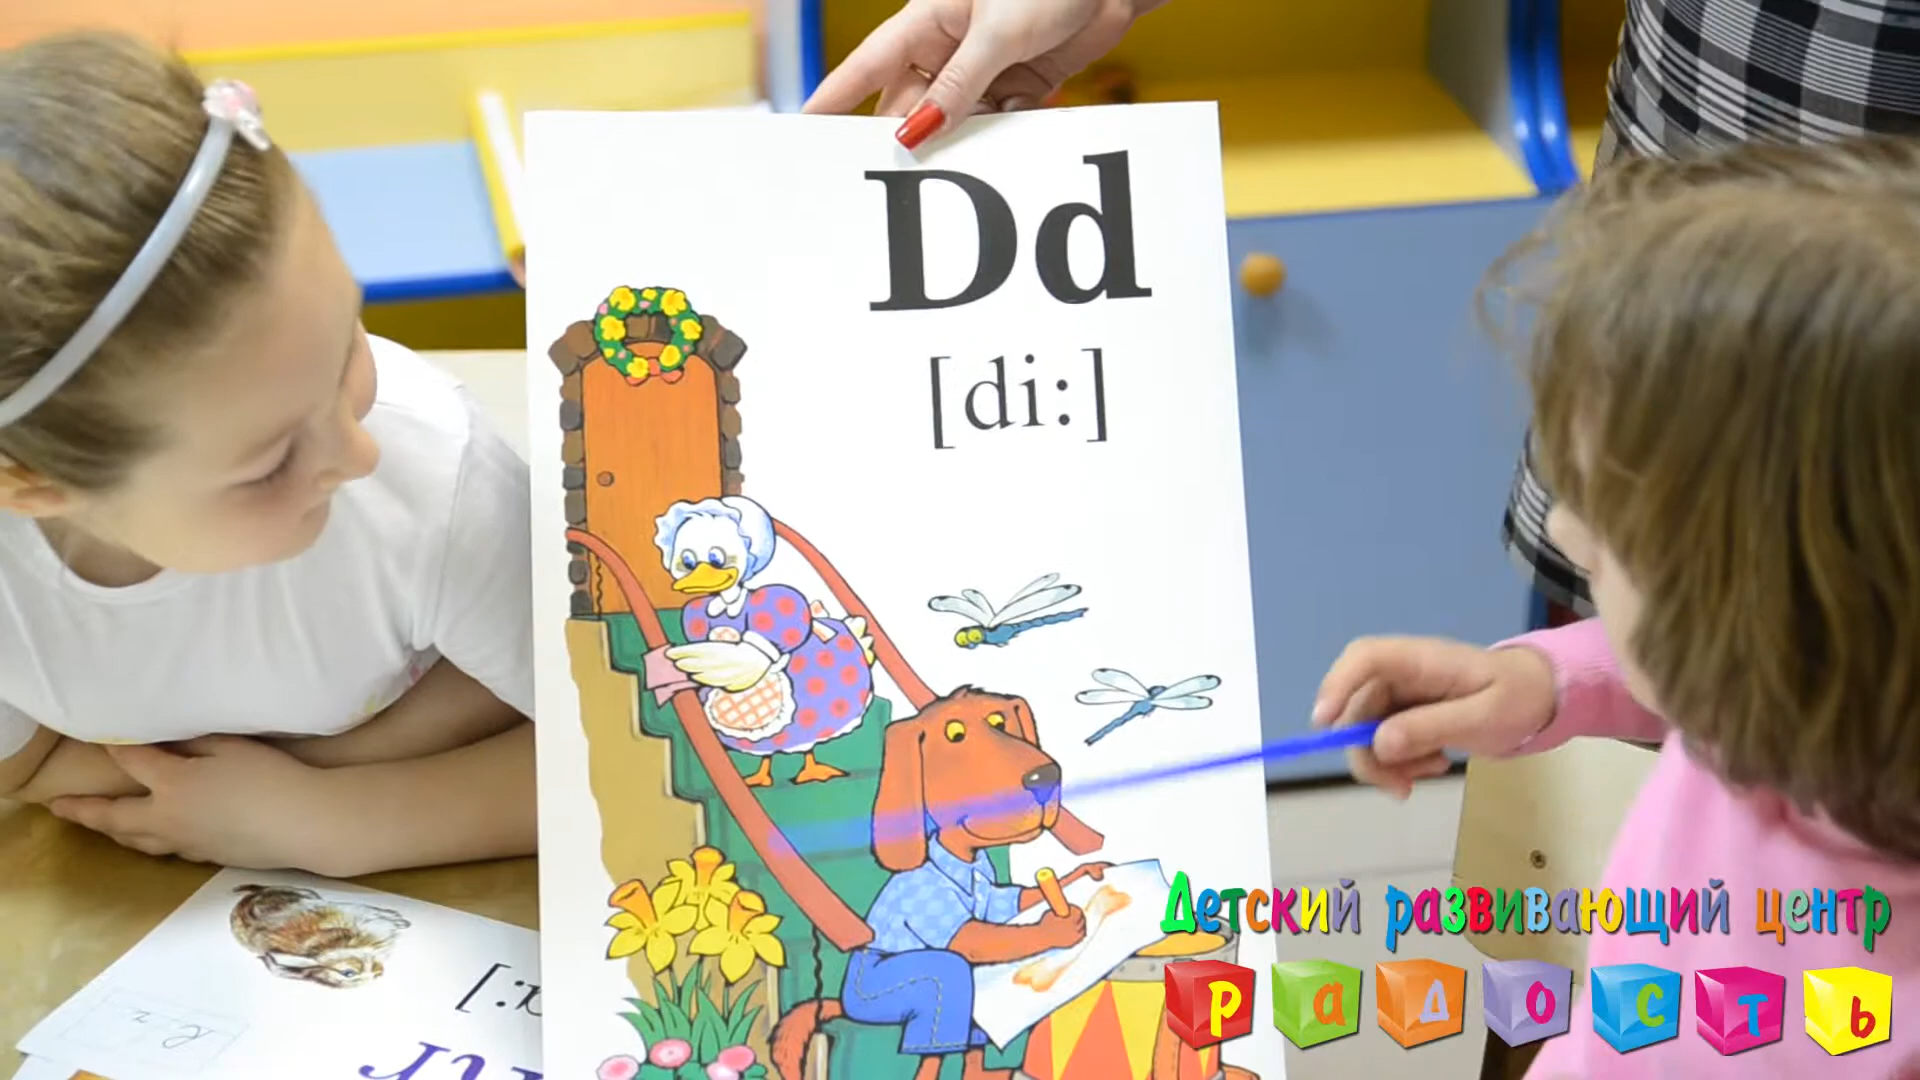 Dd
[di:]
Детский развивающий центр
радость